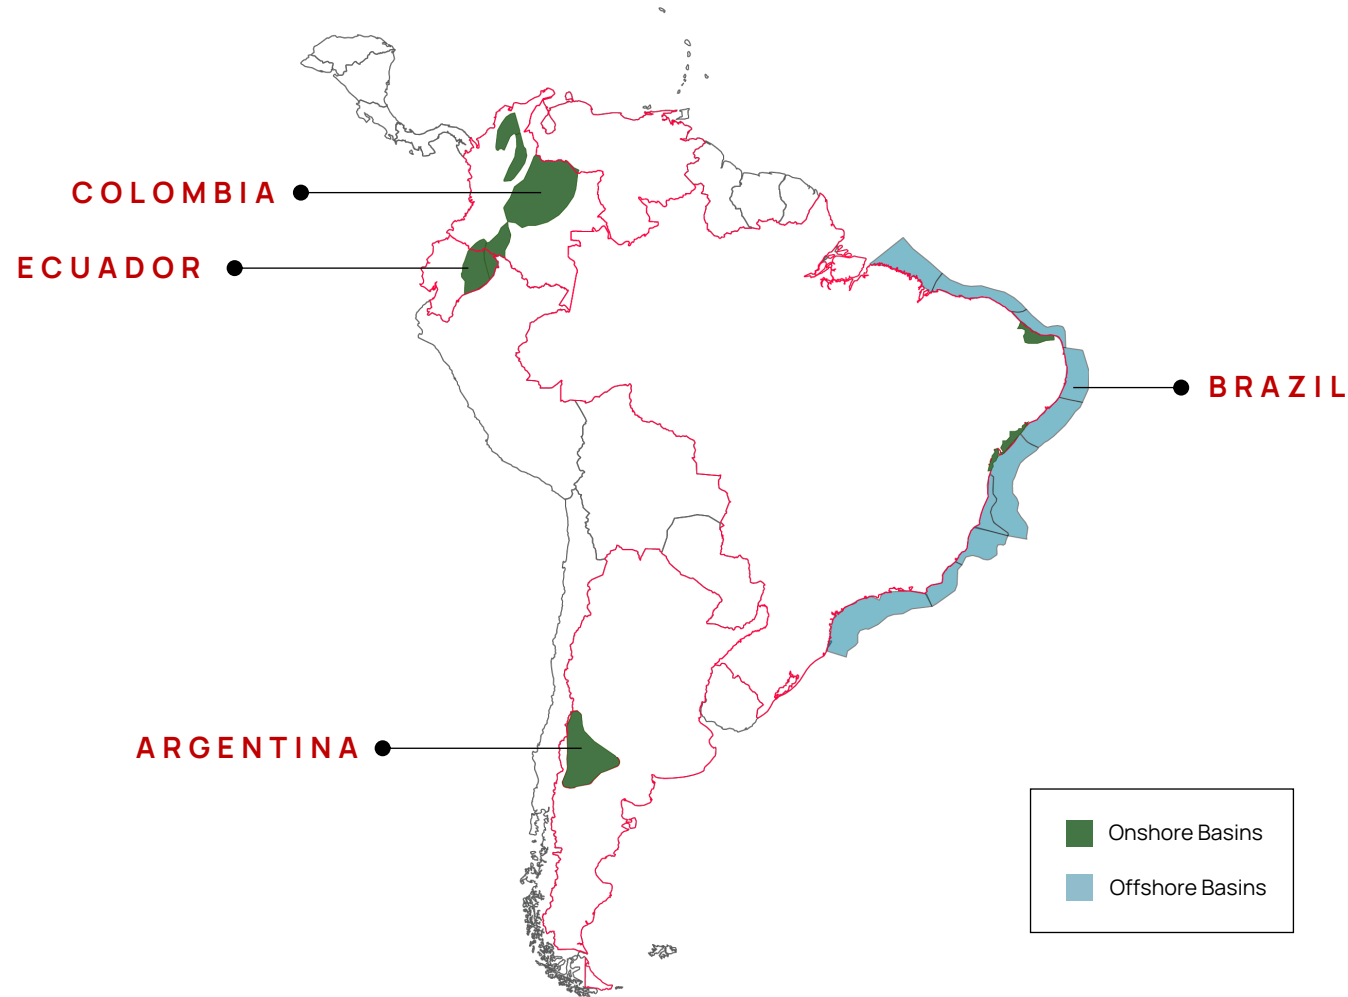 COLOMBIA
ECUADOR
BRAZIL
ARGENTINA
Onshore Basins
Offshore Basins